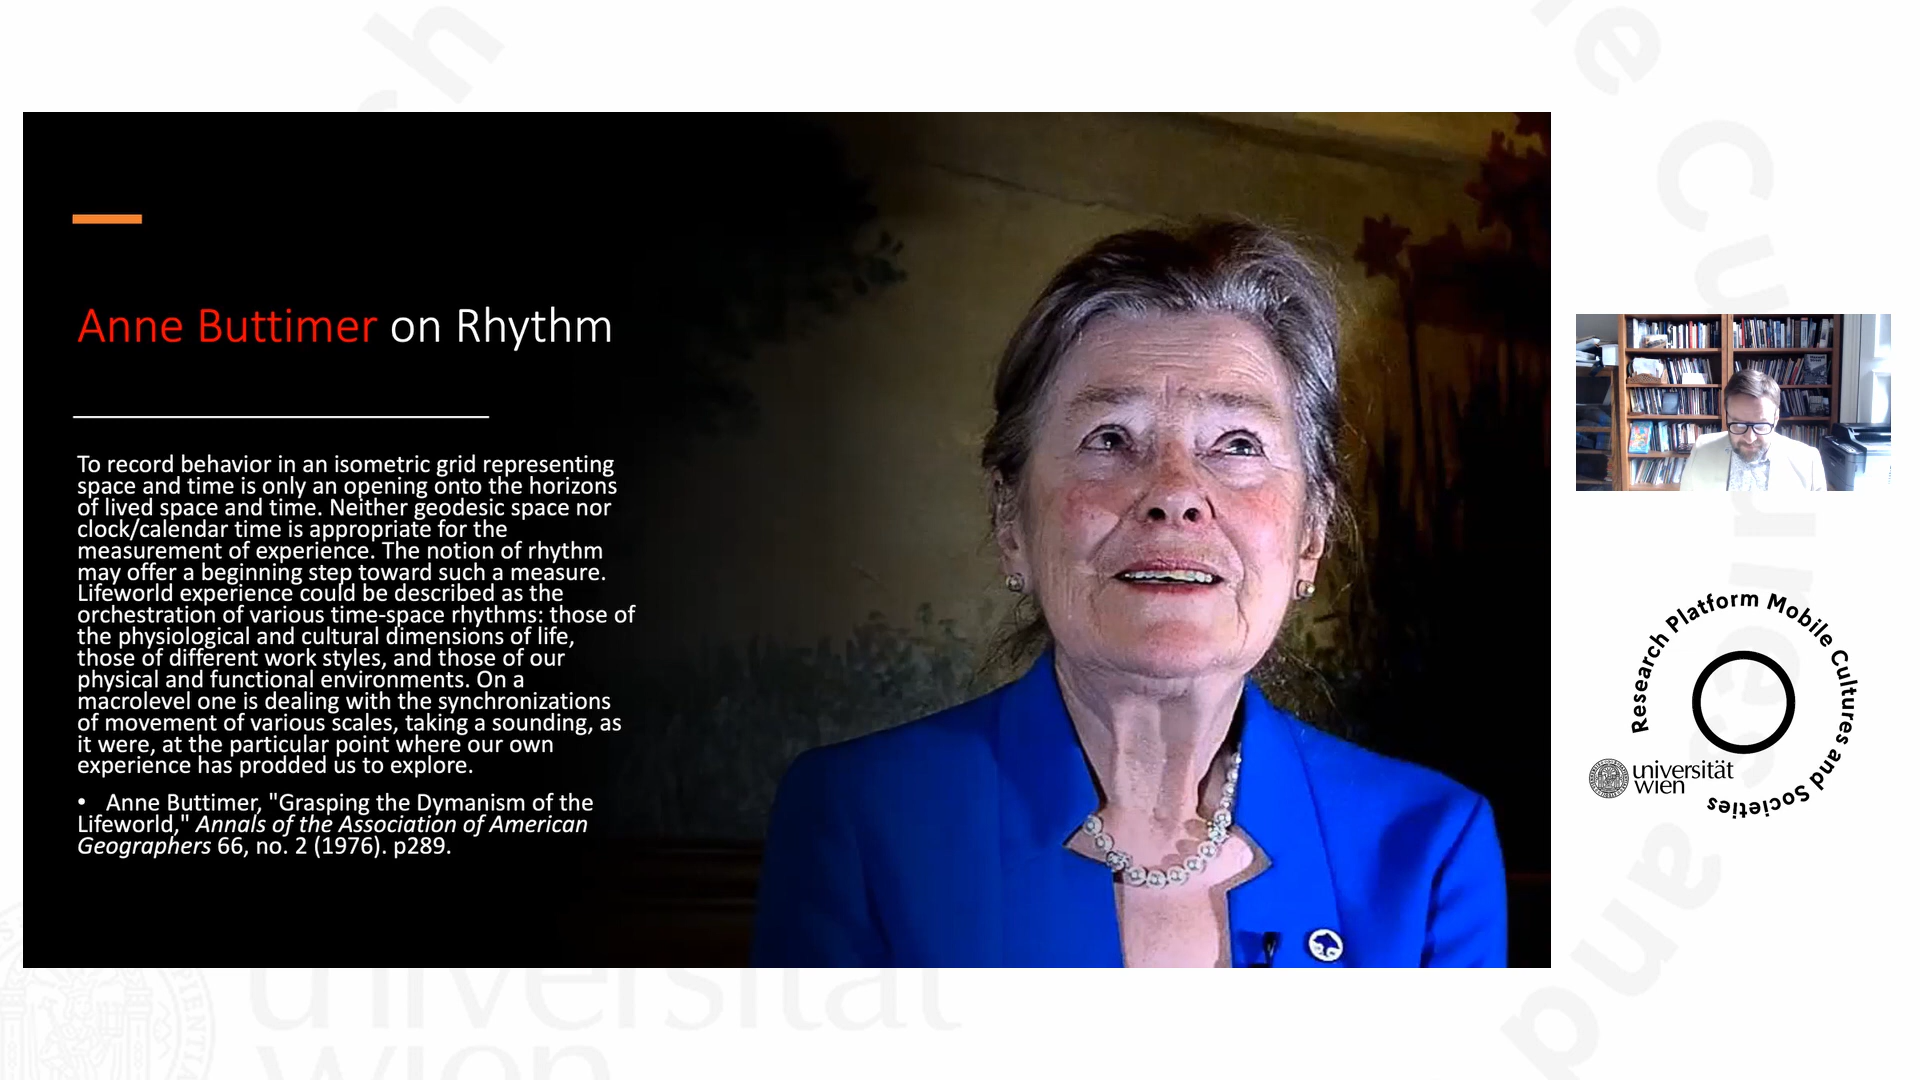 Anne Buttimer on Rhythm
To record behavior in an isometric grid representing
space and time is only an opening onto the horizons
of lived space and time. Neither geodesic space nor
clock/calendar time is appropriate for the
measurement of experience. The notion of rhythm
may offer a beginning step toward such a measure.
Lifeworld experience could be described as the
orchestration of various time-space rhythms: those of
the physiological and cultural dimensions of life,
those of different work styles, and those of our
physical and functional environments. On a
macrolevel one is dealing with the synchronizations
of movement of various scales, taking a sounding, as
it were, at the particular point where our own
experience has prodded us to explore.
• Anne Buttimer, "Grasping the Dymanism of the
Lifeworld," Annals of the Association of American
Geographers 66, no. 2 (1976). p289.
Research Platform Mobile Cultures and Societies
universität
wien
universität
wien